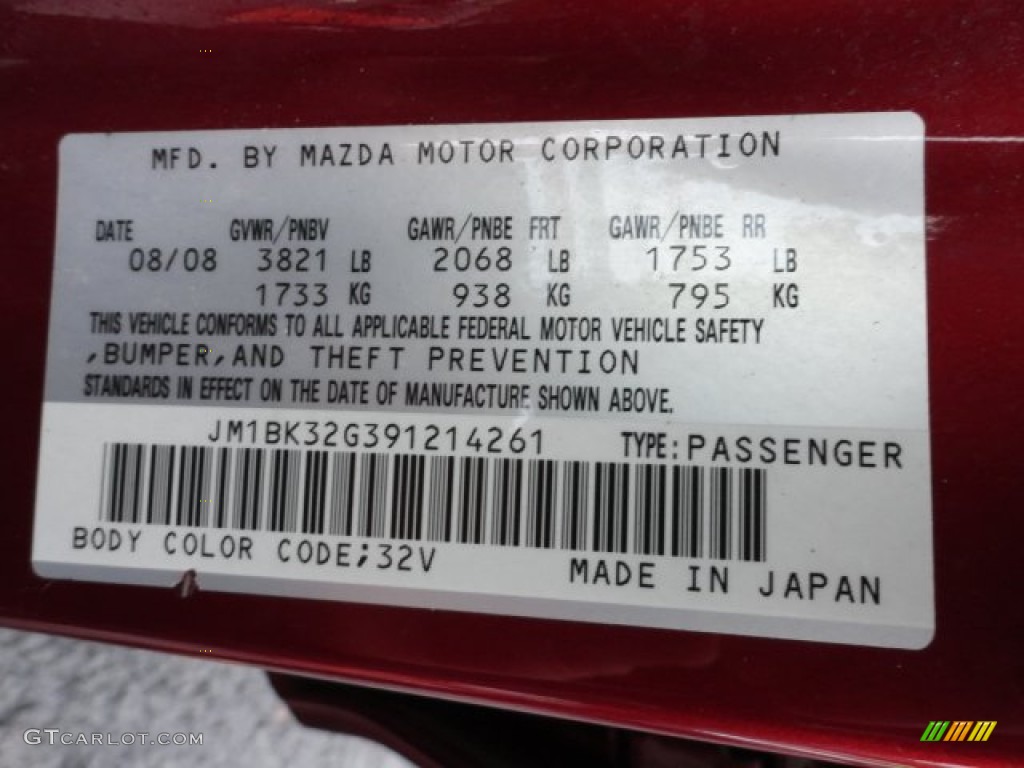 MFD. BY MAZDA MOTOR CORPORATION
DATE GVWR/PNBV GAWR/PNBE FRT GAWR/PNBE RR
08/08 3821 LB 2068 LB 1753 LB
1733 KG 938 KG 795 KG
THIS VEHICLE CONFORMS TO ALL APPLICABLE FEDERAL MOTOR VEHICLE SAFETY
,BUMPER,AND THEFT PREVENTION
STANDARDS IN EFFECT ON THE DATE OF MANUFACTURE SHOWN ABOVE.
JM1BK32G391214261 TYPE:PASSENGER
BODY COLOR CODE;32V MADE IN JAPAN
GTCARLOT.COM